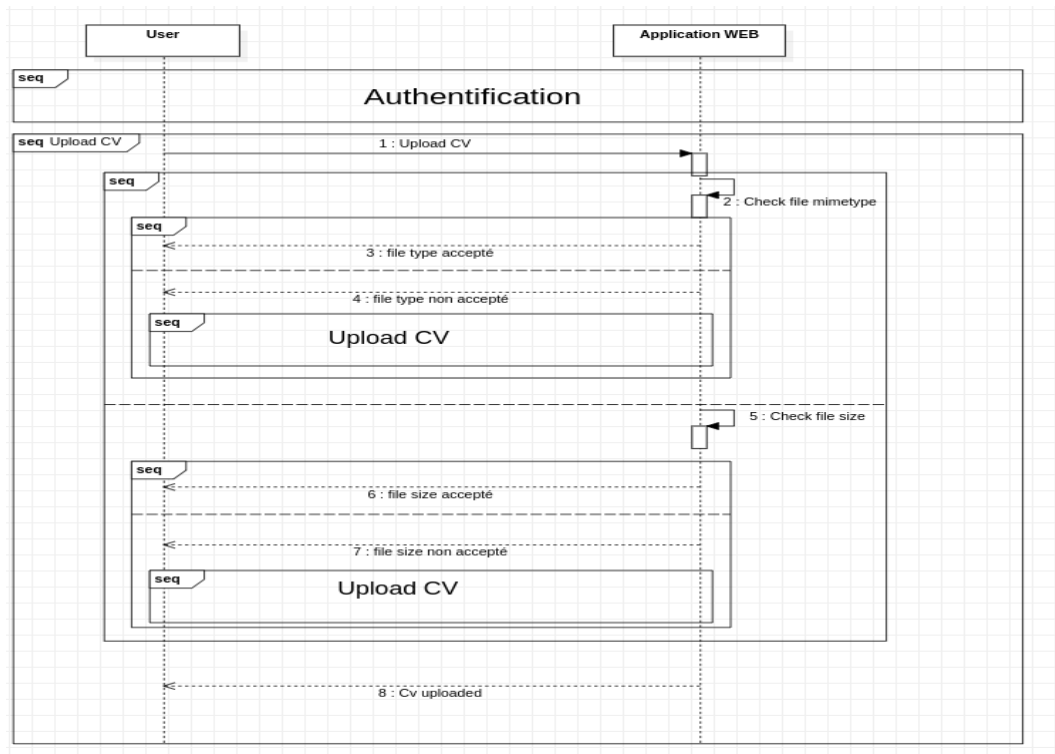 User
Application WEB
seq
Authentification
seq Upload CV
1 : Upload CV
seq
2 : Check file mimetype
seq
3 : file type accepté
4 : file type non accepté
seq
Upload CV
5 : Check file size
seq
6 : file size accepté
7 : file size non accepté
seq
Upload CV
8 : Cv uploaded